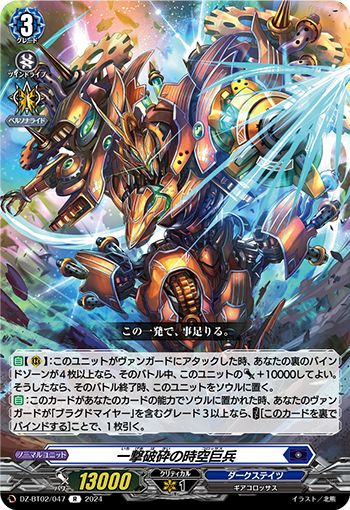 3
グレード
ツインドライブ
ペルソナライド
この一発で、事足りる。
自【Ⓡ】:このユニットがヴァンガードにアタックした時、あなたの裏のバイン
ドゾーンが4枚以上なら、そのバトル中、このユニットの+10000してよい。
そうしたなら、そのバトル終了時、このユニットをソウルに置く。
自:このカードがあなたのカードの能力でソウルに置かれた時、あなたのヴァン
ガードが「プラグドマイヤー」を含むグレード3以上なら、[このカードを裏で
バインドする]ことで、1枚引く。
ノーマルユニット
一撃破砕の時空巨兵
パワー 13000
クリティカル
1
ダークステイツ
ギアコロッサス
DZ-BT02/047 R 2024
イラスト/北熊